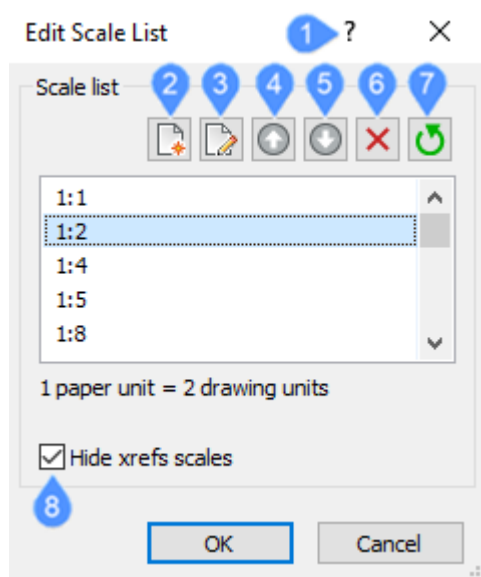 Edit Scale List 1 ?
Scale list 2 3 4 5 6 7
1:1
1:2
1:4
1:5
1:8
1 paper unit = 2 drawing units
Hide xrefs scales
8
OK Cancel